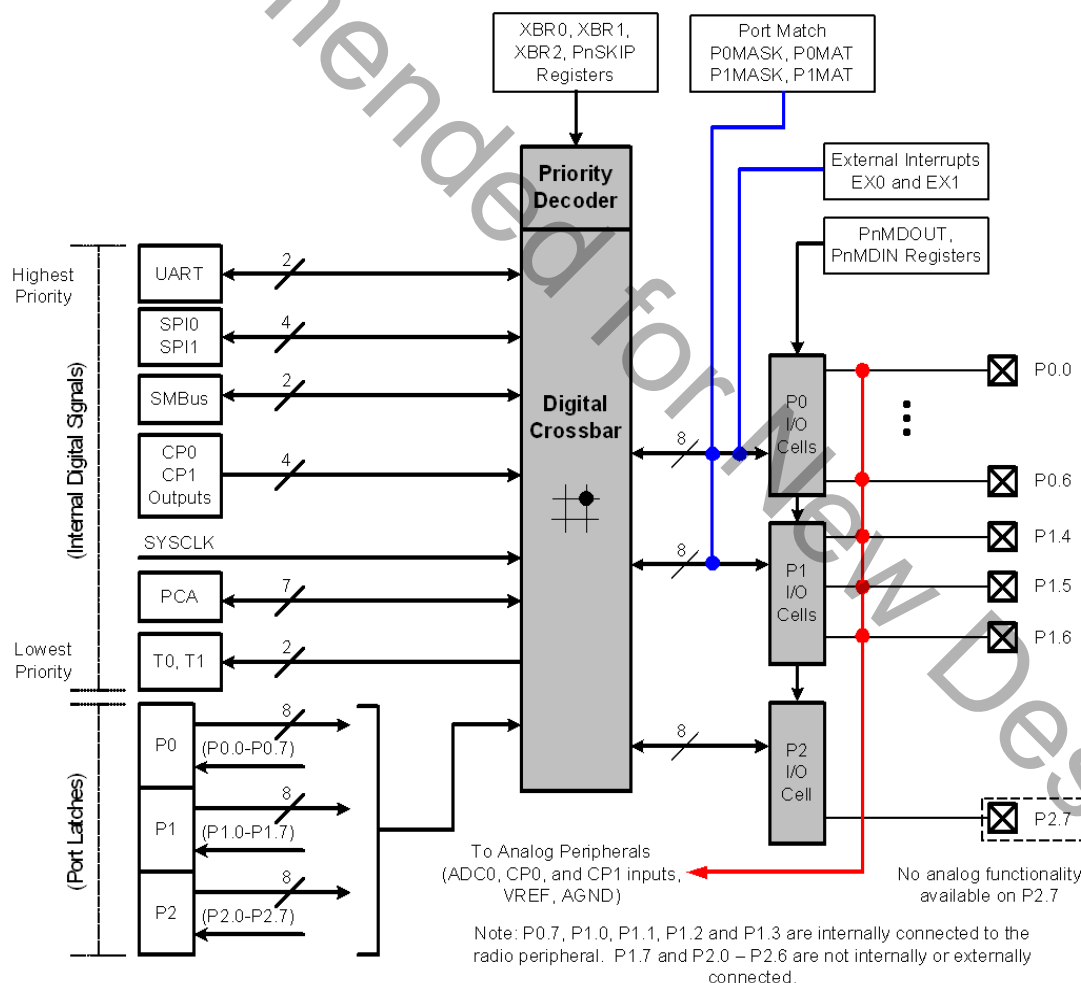 XBR0, XBR1,
XBR2, PnSKIP
Registers
Port Match
P0MASK, P0MAT
P1MASK, P1MAT
External Interrupts
EX0 and EX1
Priority
Decoder
PnMDOUT,
PnMDIN Registers
Highest
Priority
UART
2
SPI0
SPI1
4
SMBus
2
CP0
CP1
Outputs
4
SYSCLK
PCA
7
Lowest
Priority
T0, T1
2
(Internal Digital Signals)
Digital
Crossbar
8
P0
I/O
Cells
P0.0
P0.6
8
P1
I/O
Cells
P1.4
P1.5
P1.6
8
P2
I/O
Cell
P2.7
(Port Latches)
P0
8
(P0.0-P0.7)
P1
8
(P1.0-P1.7)
P2
8
(P2.0-P2.7)
To Analog Peripherals
(ADC0, CP0, and CP1 inputs,
VREF, AGND)
No analog functionality
available on P2.7
Note: P0.7, P1.0, P1.1, P1.2 and P1.3 are internally connected to the
radio peripheral. P1.7 and P2.0 – P2.6 are not internally or externally
connected.
mended for New Des